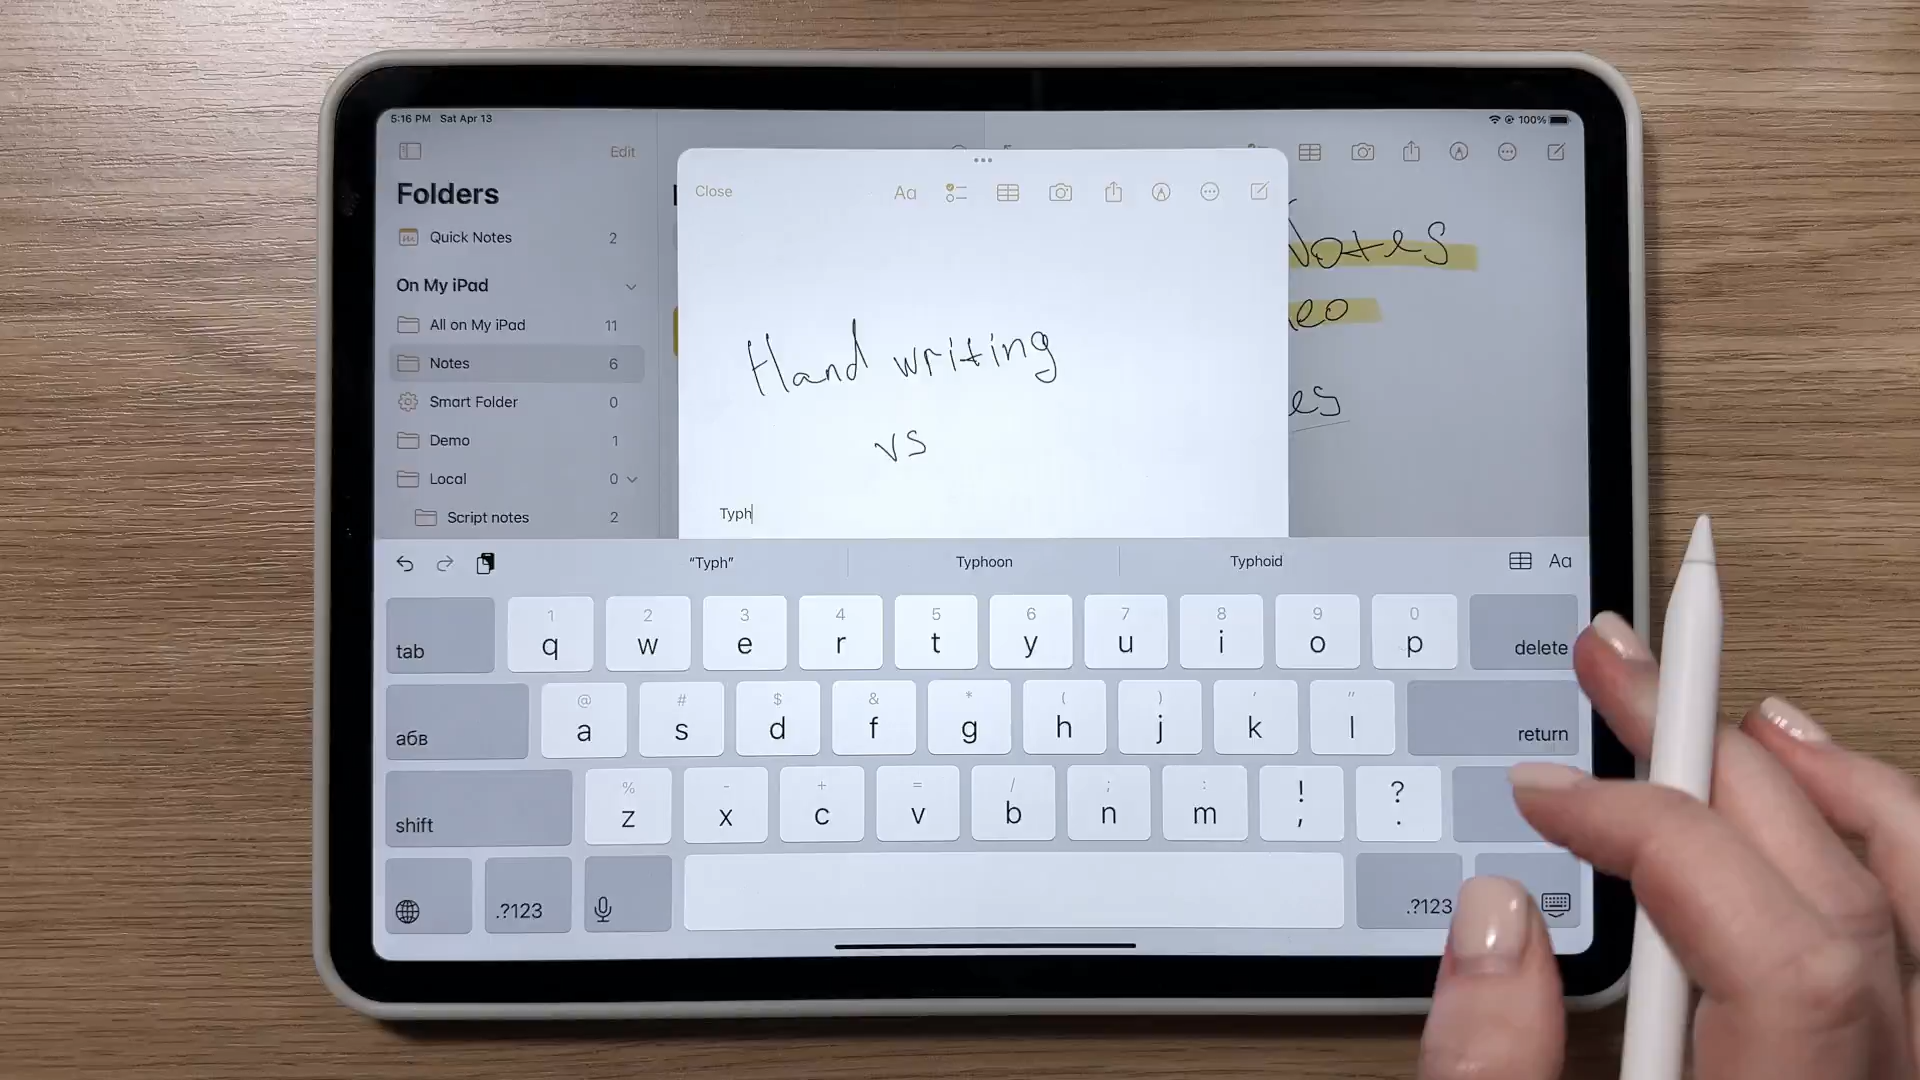 5:16 PM Sat Apr 13
100%
Edit
Folders
Quick Notes 2
On My iPad
All on My iPad 11
Notes 6
Smart Folder 0
Demo 1
Local 0
Script notes 2
Close
Aa
Hand writing
vs
Typh
Notes
“Typh” Typhoon Typhoid
Aa
tab
1 2 3 4 5 6 7 8 9 0
q w e r t y u i o p
delete
абв
@ # $ & * ( ) ' "
a s d f g h j k l
return
shift
% - + = / ; : ! ?
z x c v b n m , .
.?123
.?123